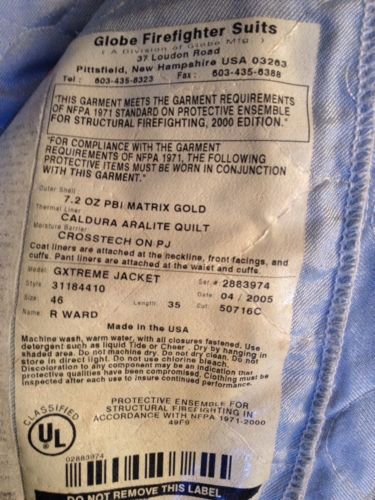 Globe Firefighter Suits
( A Division of Globe Mfg )
37 Loudon Road
Pittsfield, New Hampshire USA 03263
Tel : 603-435-8323 Fax : 603-435-6388
"THIS GARMENT MEETS THE GARMENT REQUIREMENTS
OF NFPA 1971 STANDARD ON PROTECTIVE ENSEMBLE
FOR STRUCTURAL FIREFIGHTING, 2000 EDITION."
"FOR COMPLIANCE WITH THE GARMENT
REQUIREMENTS OF NFPA 1971, THE FOLLOWING
PROTECTIVE ITEMS MUST BE WORN IN CONJUNCTION
WITH THIS GARMENT."
Outer Shell
7.2 OZ PBI MATRIX GOLD
Thermal Liner
CALDURA ARALITE QUILT
Moisture Barrier
CROSSTECH ON PJ
Coat liners are attached at the neckline, front facings, and
cuffs. Pant liners are attached at the waist and cuffs.
Model GXTREME JACKET Ser.#: 2883974
Style 31184410 Date 04 / 2005
Size: 46 Length: 35 Cut: 50716C
Name: R WARD
Made in the USA
Machine wash, warm water, with all closures fastened. Use
detergent such as liquid Tide or Cheer . Dry by hanging in
shaded area. Do not machine dry. Do not dry clean. Do not
store in direct light. Do not use chlorine bleach.
Discoloration to any component may be an indication that
protective qualities have been compromised. Clothing must be
inspected after each use to insure continued performance.
CLASSIFIED
UL
PROTECTIVE ENSEMBLE FOR
STRUCTURAL FIREFIGHTING IN
ACCORDANCE WITH NFPA 1971-2000
49F9
02883974
DO NOT REMOVE THIS LABEL